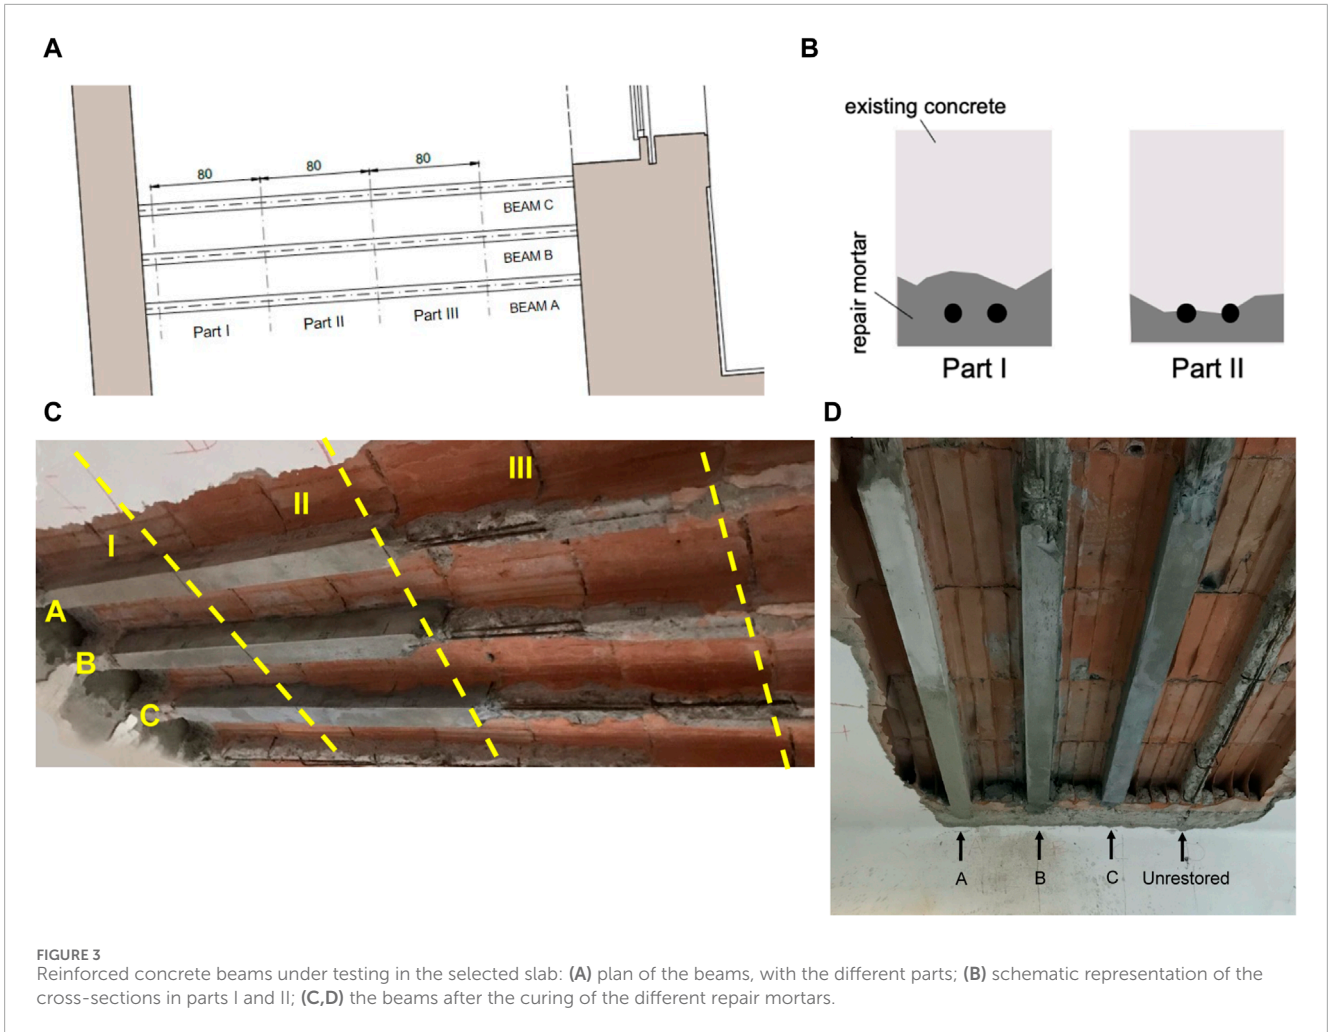 A
B
existing concrete
80
80
80
BEAM C
BEAM B
BEAM A
Part I
Part II
Part III
repair mortar
Part I
Part II
C
D
I
II
III
A
B
C
A
B
C
Unrestored
FIGURE 3
Reinforced concrete beams under testing in the selected slab: (A) plan of the beams, with the different parts; (B) schematic representation of the
cross-sections in parts I and II; (C,D) the beams after the curing of the different repair mortars.